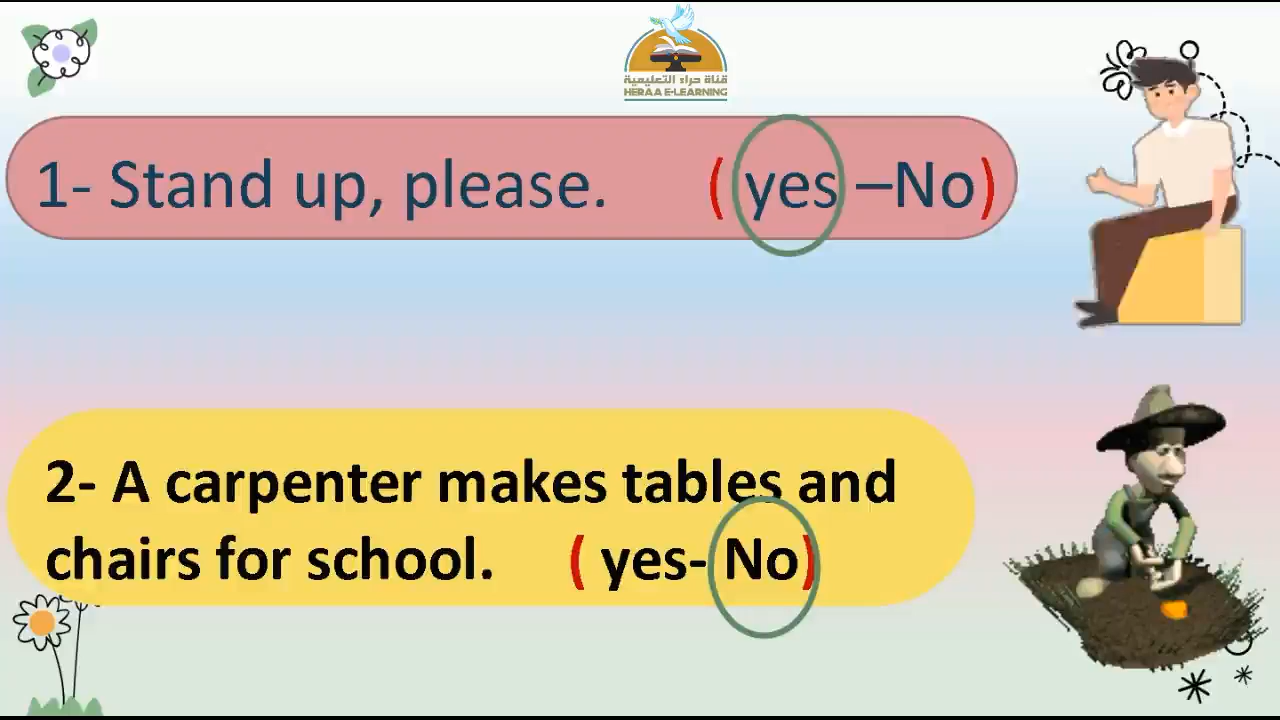 قناة حراء التعليمية
HERAA E-LEARNING
1- Stand up, please. ( yes –No)
2- A carpenter makes tables and
chairs for school. ( yes- No)